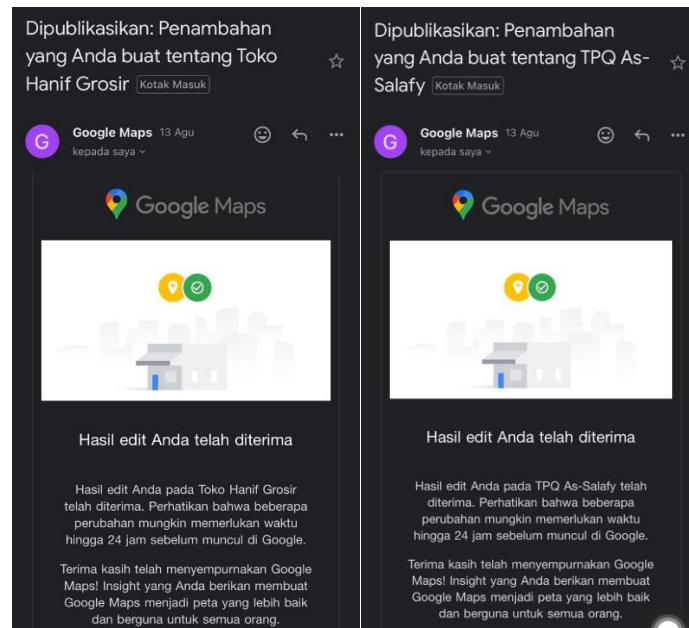 Dipublikasikan: Penambahan
yang Anda buat tentang Toko
Hanif Grosir Kotak Masuk
G
Google Maps 13 Agu
kepada saya
Google Maps
Hasil edit Anda telah diterima
Hasil edit Anda pada Toko Hanif Grosir
telah diterima. Perhatikan bahwa beberapa
perubahan mungkin memerlukan waktu
hingga 24 jam sebelum muncul di Google.
Terima kasih telah menyempurnakan Google
Maps! Insight yang Anda berikan membuat
Google Maps menjadi peta yang lebih baik
dan berguna untuk semua orang.
Dipublikasikan: Penambahan
yang Anda buat tentang TPQ As-
Salafy Kotak Masuk
G
Google Maps 13 Agu
kepada saya
Google Maps
Hasil edit Anda telah diterima
Hasil edit Anda pada TPQ As-Salafy telah
diterima. Perhatikan bahwa beberapa
perubahan mungkin memerlukan waktu
hingga 24 jam sebelum muncul di Google.
Terima kasih telah menyempurnakan Google
Maps! Insight yang Anda berikan membuat
Google Maps menjadi peta yang lebih baik
dan berguna untuk semua orang.